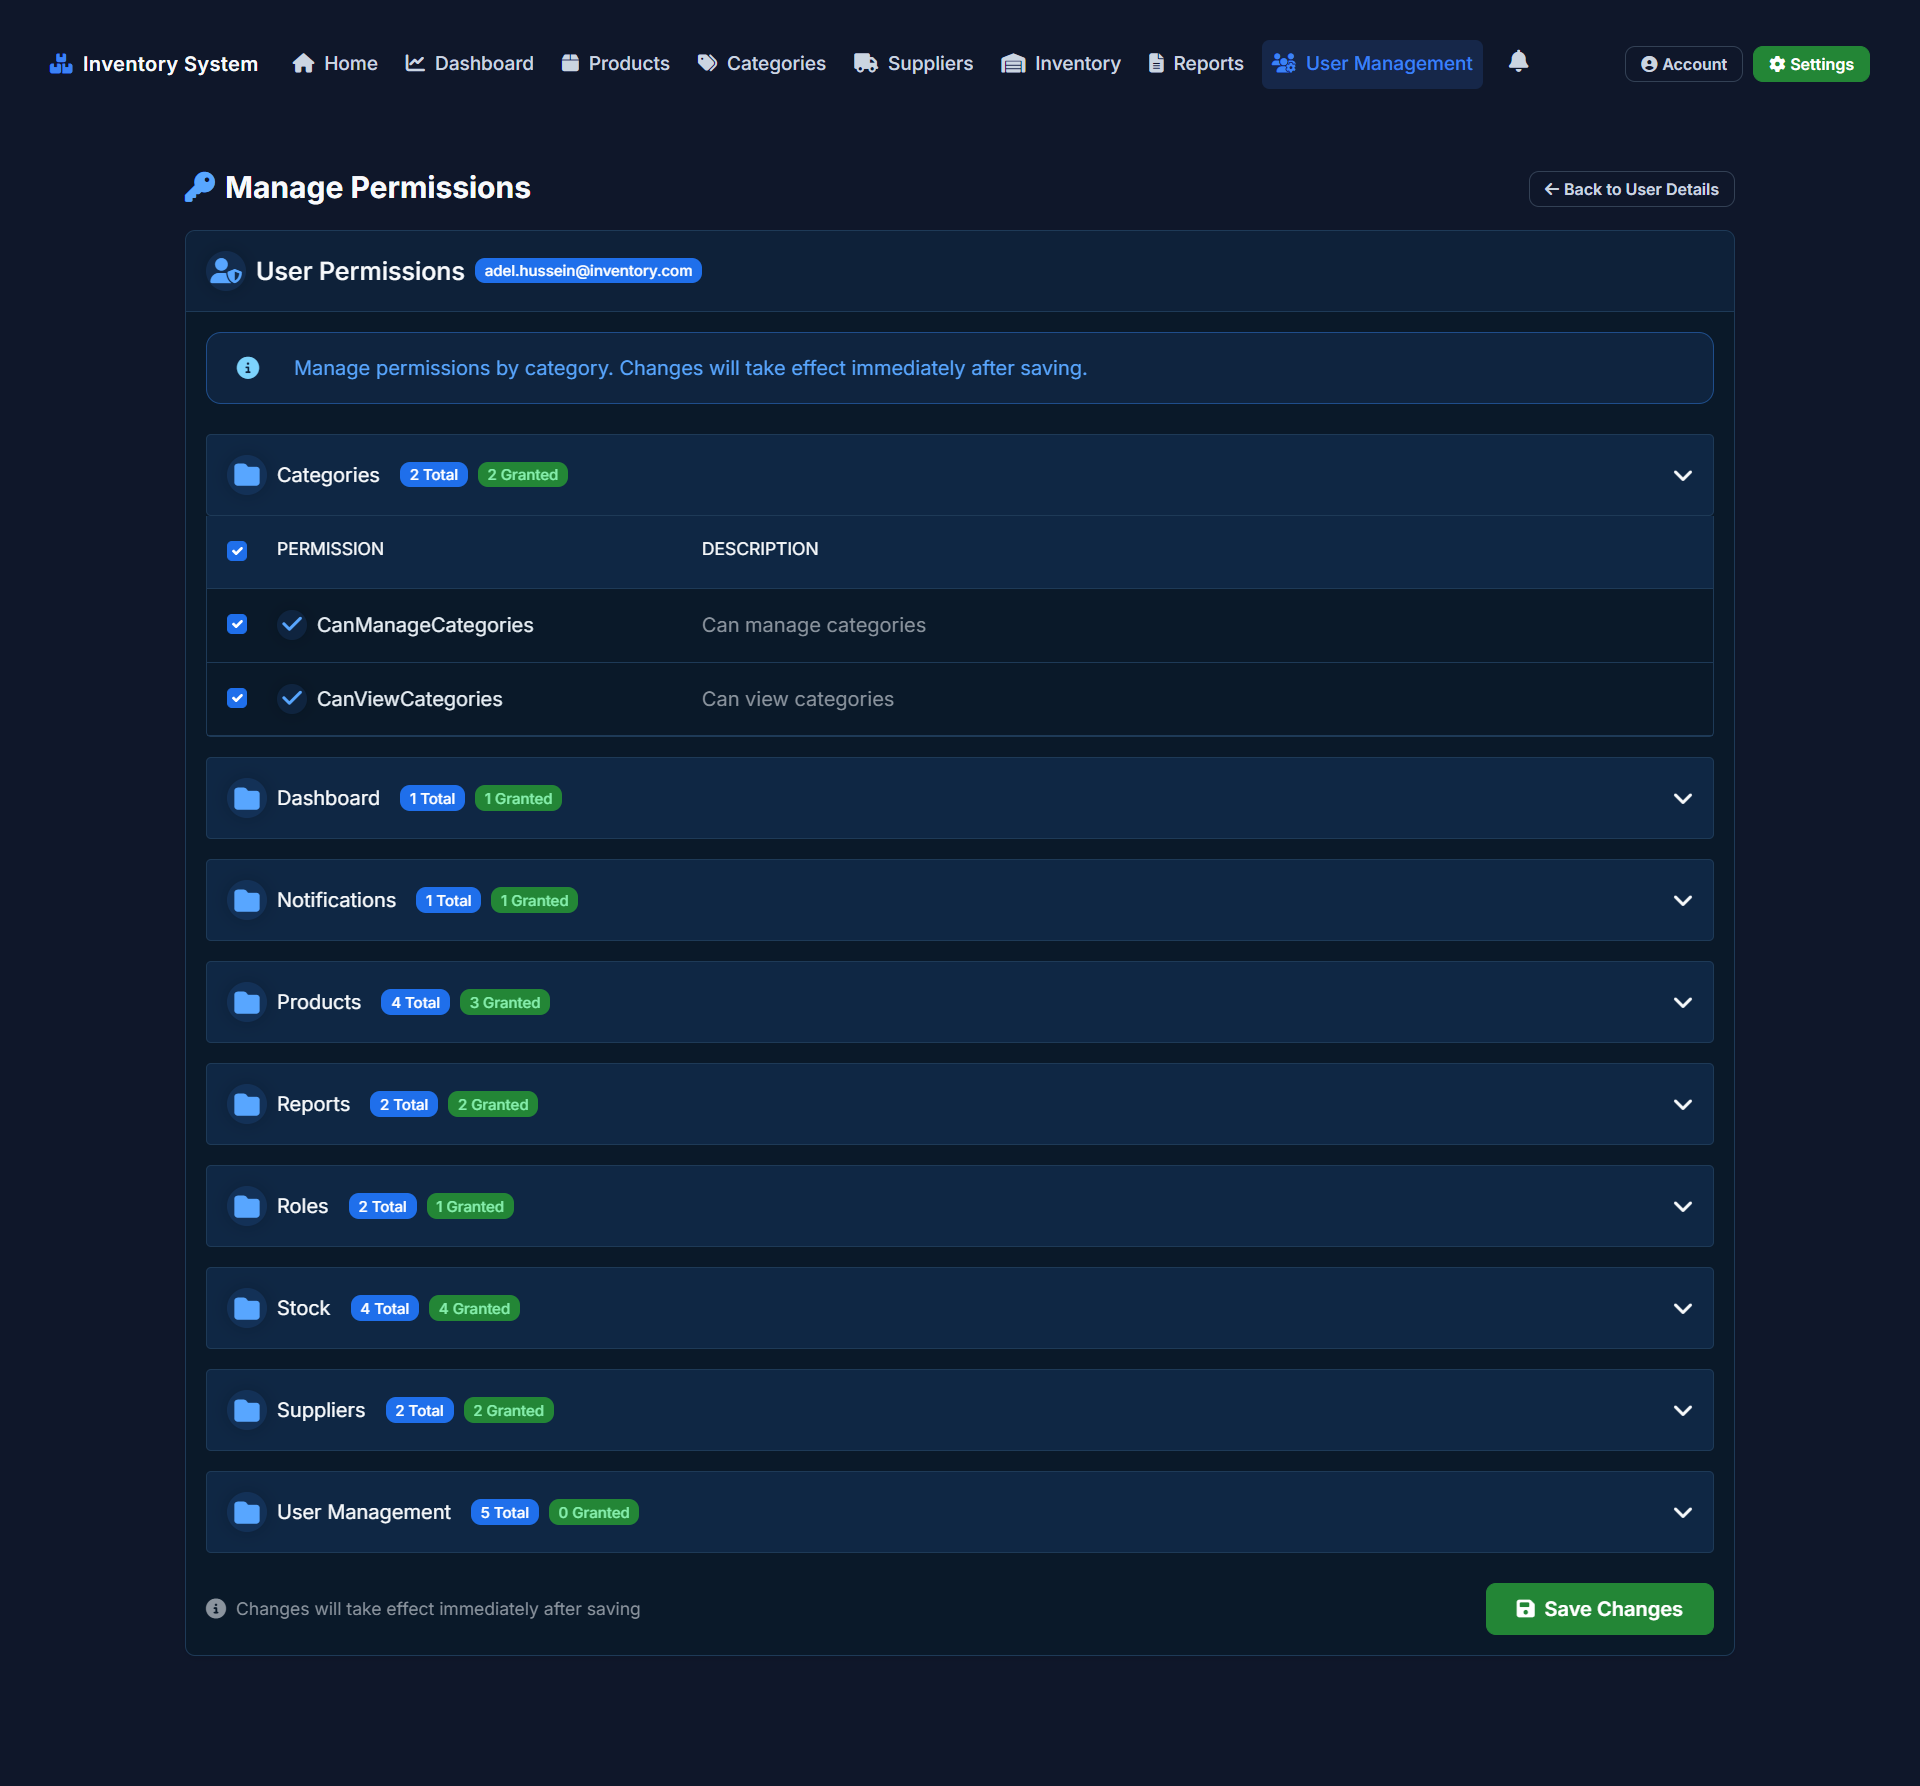 Inventory System Home Dashboard Products Categories Suppliers Inventory Reports User Management Account Settings
Manage Permissions Back to User Details
User Permissions adel.hussein@inventory.com
Manage permissions by category. Changes will take effect immediately after saving.
Categories 2 Total 2 Granted
PERMISSION DESCRIPTION
CanManageCategories Can manage categories
CanViewCategories Can view categories
Dashboard 1 Total 1 Granted
Notifications 1 Total 1 Granted
Products 4 Total 3 Granted
Reports 2 Total 2 Granted
Roles 2 Total 1 Granted
Stock 4 Total 4 Granted
Suppliers 2 Total 2 Granted
User Management 5 Total 0 Granted
Changes will take effect immediately after saving Save Changes